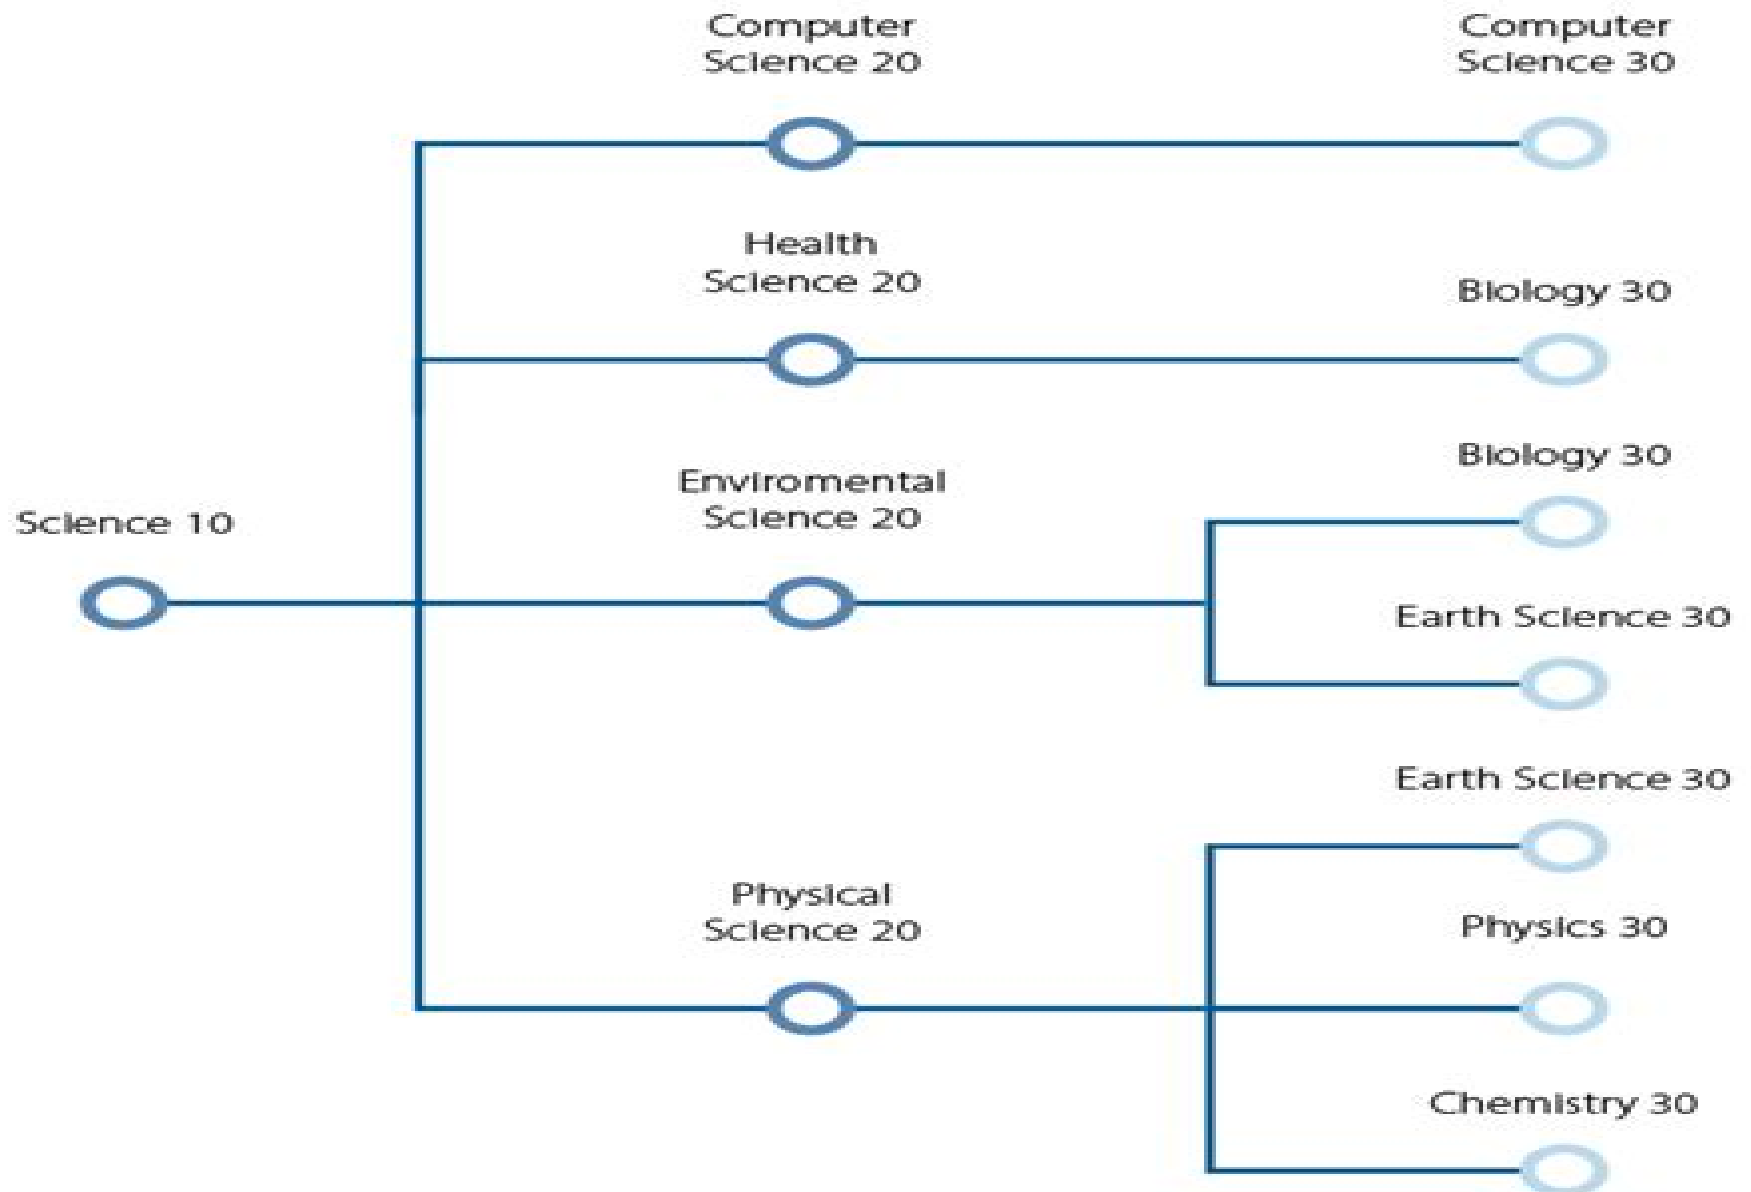 Computer
Science 20
Computer
Science 30
Health
Science 20
Biology 30
Biology 30
Enviromental
Science 20
Science 10
Earth Science 30
Earth Science 30
Physical
Science 20
Physics 30
Chemistry 30